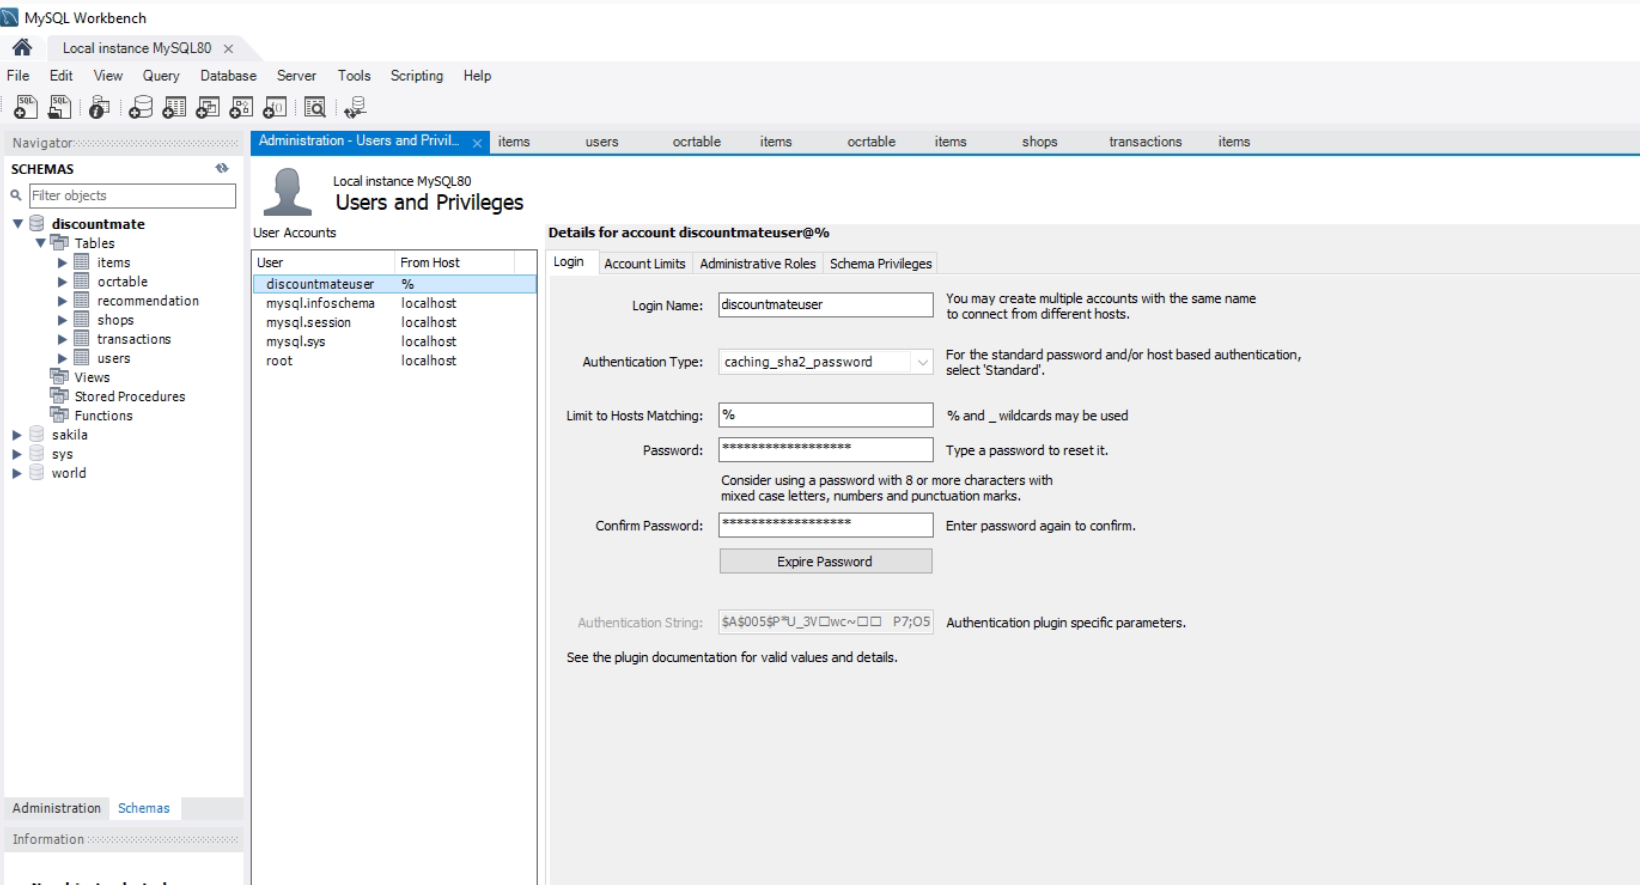 MySQL Workbench
Local instance MySQL80 ×
File Edit View Query Database Server Tools Scripting Help
Navigator
Administration - Users and Privil... × items users ocrtable items ocrtable items shops transactions items
SCHEMAS
Filter objects
discountmate
Tables
items
ocrtable
recommendation
shops
transactions
users
Views
Stored Procedures
Functions
sakila
sys
world
Administration Schemas
Information
Local instance MySQL80
Users and Privileges
User Accounts
User From Host
discountmateuser %
mysql.infoschema localhost
mysql.session localhost
mysql.sys localhost
root localhost
Details for account discountmateuser@%
Login Account Limits Administrative Roles Schema Privileges
Login Name: discountmateuser You may create multiple accounts with the same name
to connect from different hosts.
Authentication Type: caching_sha2_password For the standard password and/or host based authentication,
select 'Standard'.
Limit to Hosts Matching: % % and _ wildcards may be used
Password: ****************** Type a password to reset it.
Consider using a password with 8 or more characters with
mixed case letters, numbers and punctuation marks.
Confirm Password: ****************** Enter password again to confirm.
Expire Password
Authentication String: $A$005$P*U_3V□wc~□□ P7;O5 Authentication plugin specific parameters.
See the plugin documentation for valid values and details.